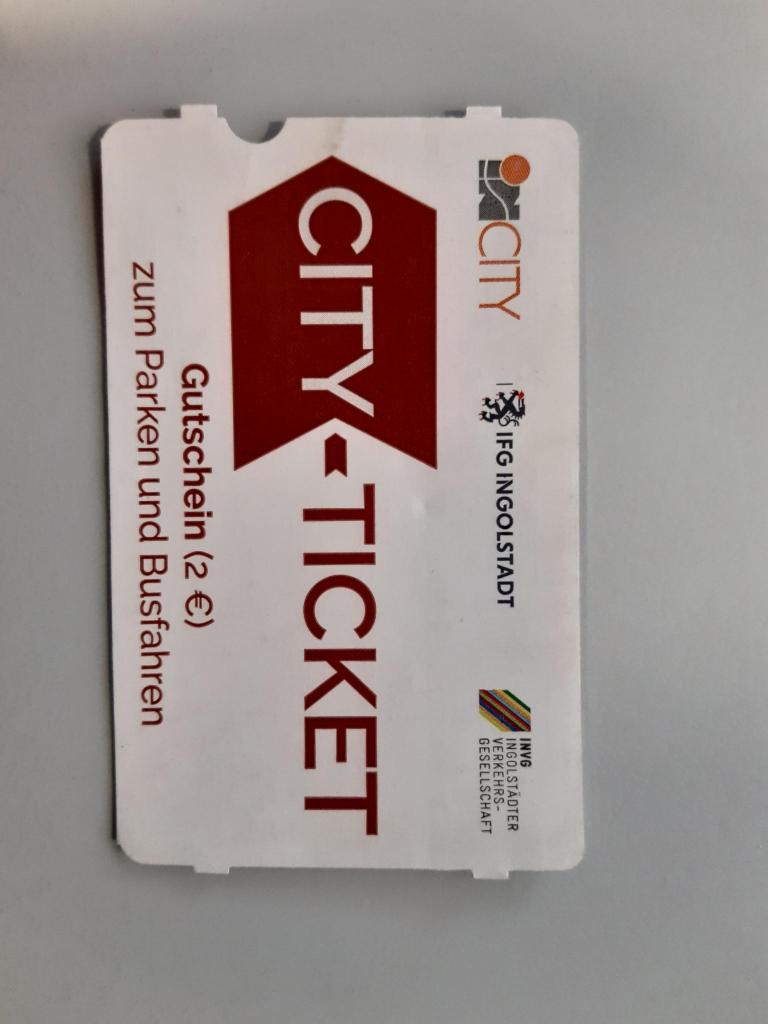 IN CITY
IFG INGOLSTADT
INVG
INGOLSTÄDTER
VERKEHRS-
GESELLSCHAFT
CITY-TICKET
Gutschein (2 €)
zum Parken und Busfahren